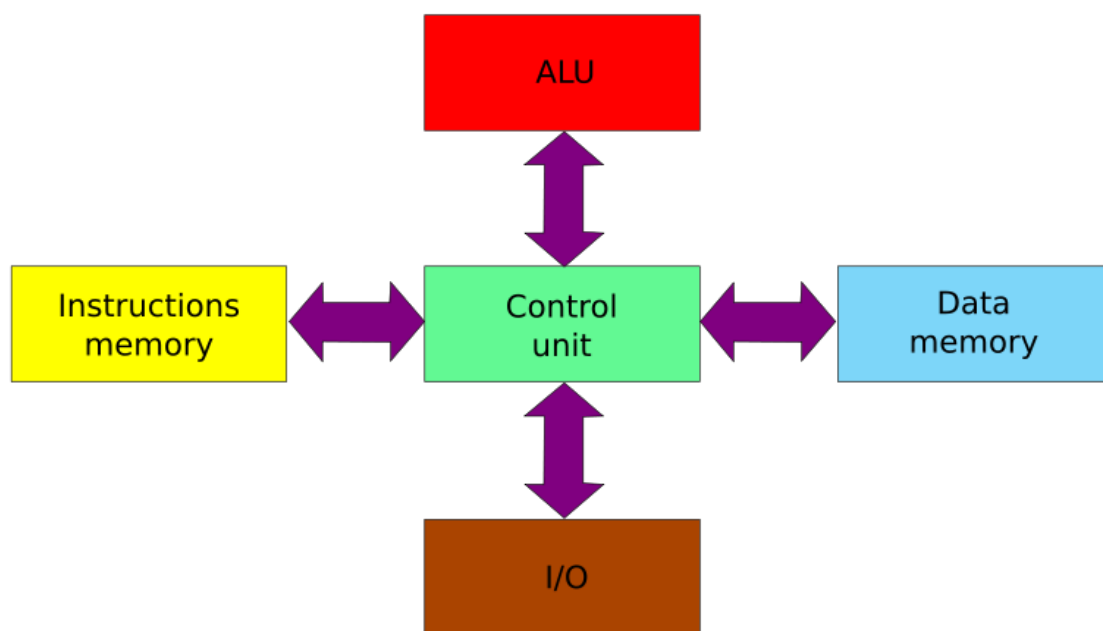 ALU
Instructions
memory
Control
unit
Data
memory
I/O